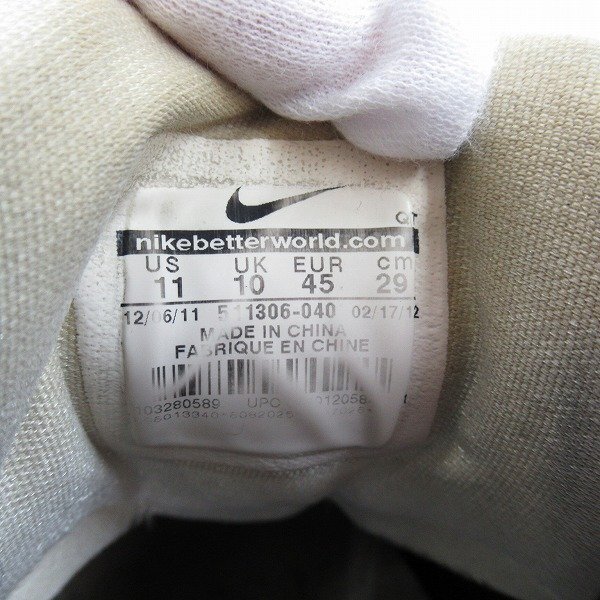 nikebetterworld.com
US UK EUR cm
11 10 45 29
12/06/11 511306-040 02/17/12
MADE IN CHINA
FABRIQUE EN CHINE
UPC